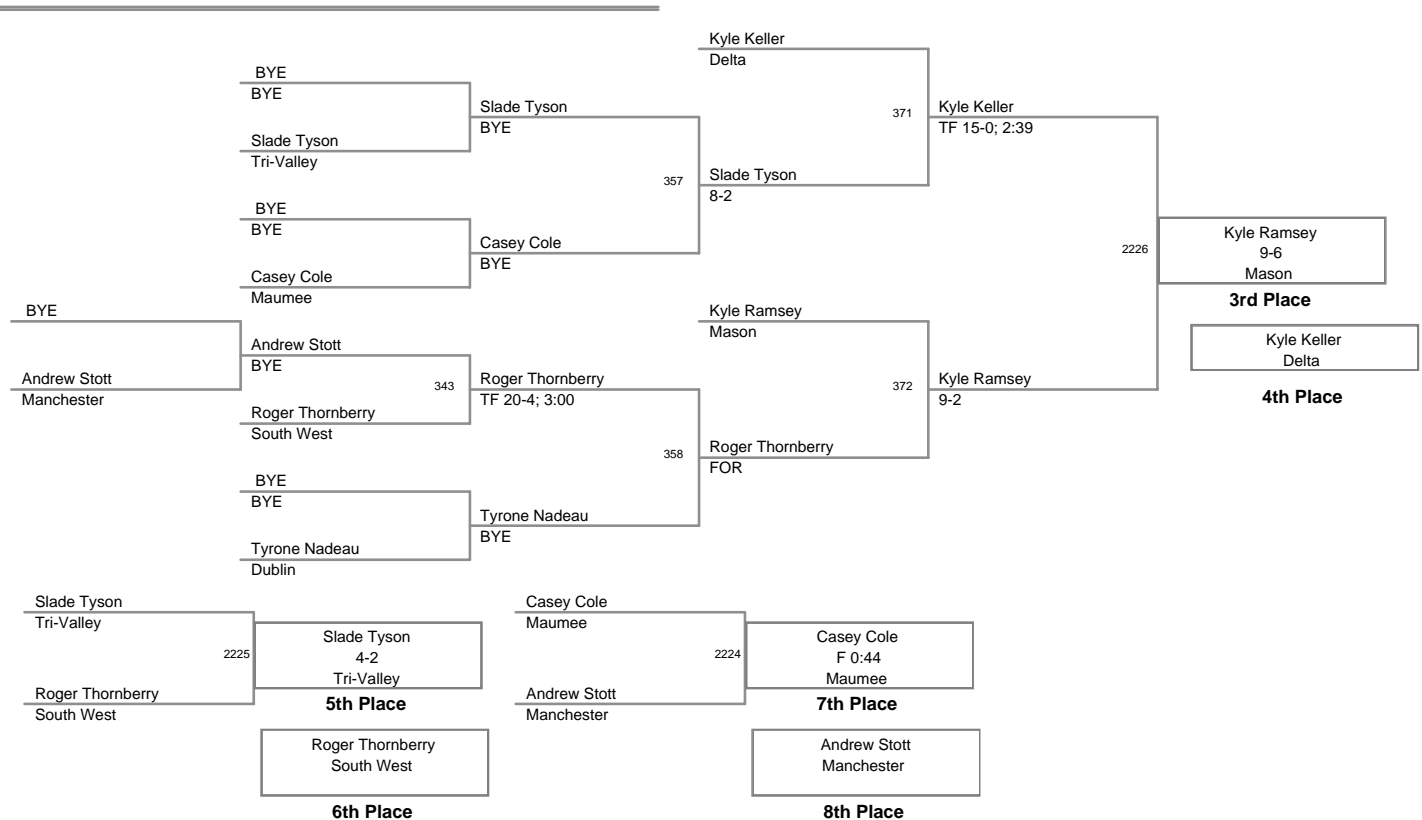 Kyle Keller
Delta
BYE
BYE
Slade Tyson
BYE
371
Kyle Keller
TF 15-0; 2:39
Slade Tyson
Tri-Valley
357
Slade Tyson
8-2
BYE
BYE
Casey Cole
BYE
2226
Kyle Ramsey
9-6
Mason
3rd Place
Casey Cole
Maumee
BYE
Kyle Ramsey
Mason
Kyle Keller
Delta
4th Place
Andrew Stott
BYE
Andrew Stott
Manchester
343
Roger Thornberry
TF 20-4; 3:00
372
Kyle Ramsey
9-2
Roger Thornberry
South West
358
Roger Thornberry
FOR
BYE
BYE
Tyrone Nadeau
BYE
Tyrone Nadeau
Dublin
Slade Tyson
Tri-Valley
2225
Slade Tyson
4-2
Tri-Valley
5th Place
Roger Thornberry
South West
Roger Thornberry
South West
6th Place
Casey Cole
Maumee
2224
Casey Cole
F 0:44
Maumee
7th Place
Andrew Stott
Manchester
Andrew Stott
Manchester
8th Place